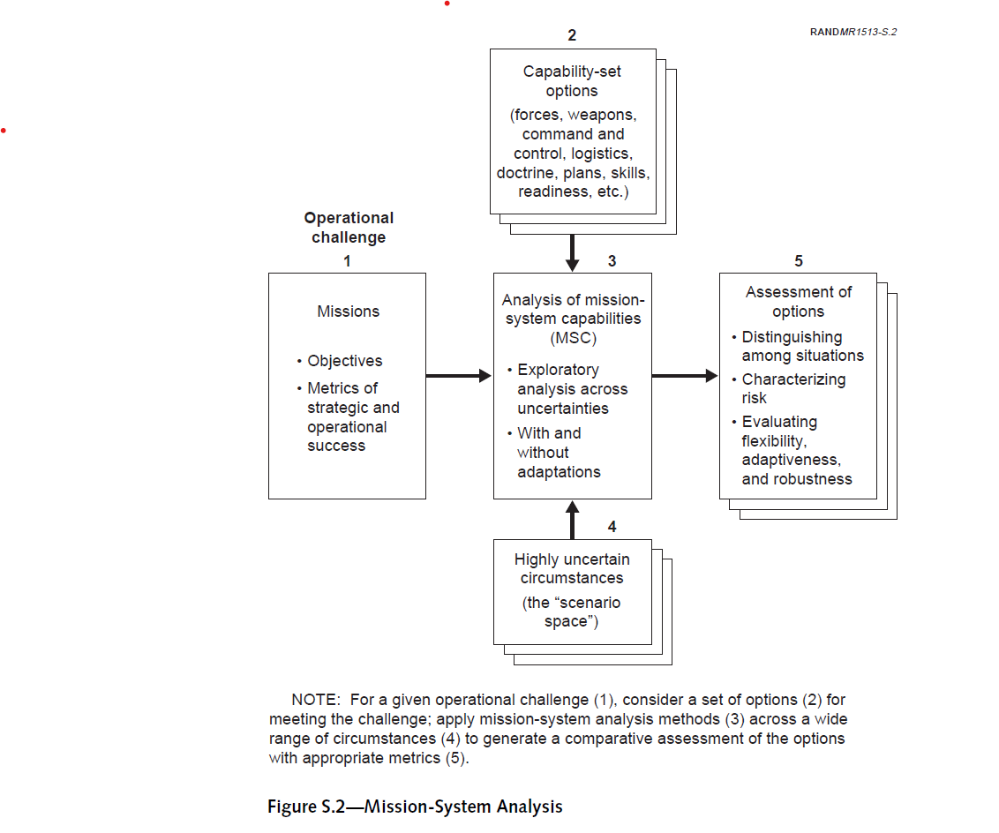 RANDMR1513-S.2
2
Capability-set
options
(forces, weapons,
command and
control, logistics,
doctrine, plans, skills,
readiness, etc.)
Operational
challenge
1
Missions
• Objectives
• Metrics of
strategic and
operational
success
3
Analysis of mission-
system capabilities
(MSC)
• Exploratory
analysis across
uncertainties
• With and
without
adaptations
5
Assessment of
options
• Distinguishing
among situations
• Characterizing
risk
• Evaluating
flexibility,
adaptiveness,
and robustness
4
Highly uncertain
circumstances
(the “scenario
space”)
NOTE: For a given operational challenge (1), consider a set of options (2) for
meeting the challenge; apply mission-system analysis methods (3) across a wide
range of circumstances (4) to generate a comparative assessment of the options
with appropriate metrics (5).
Figure S.2—Mission-System Analysis